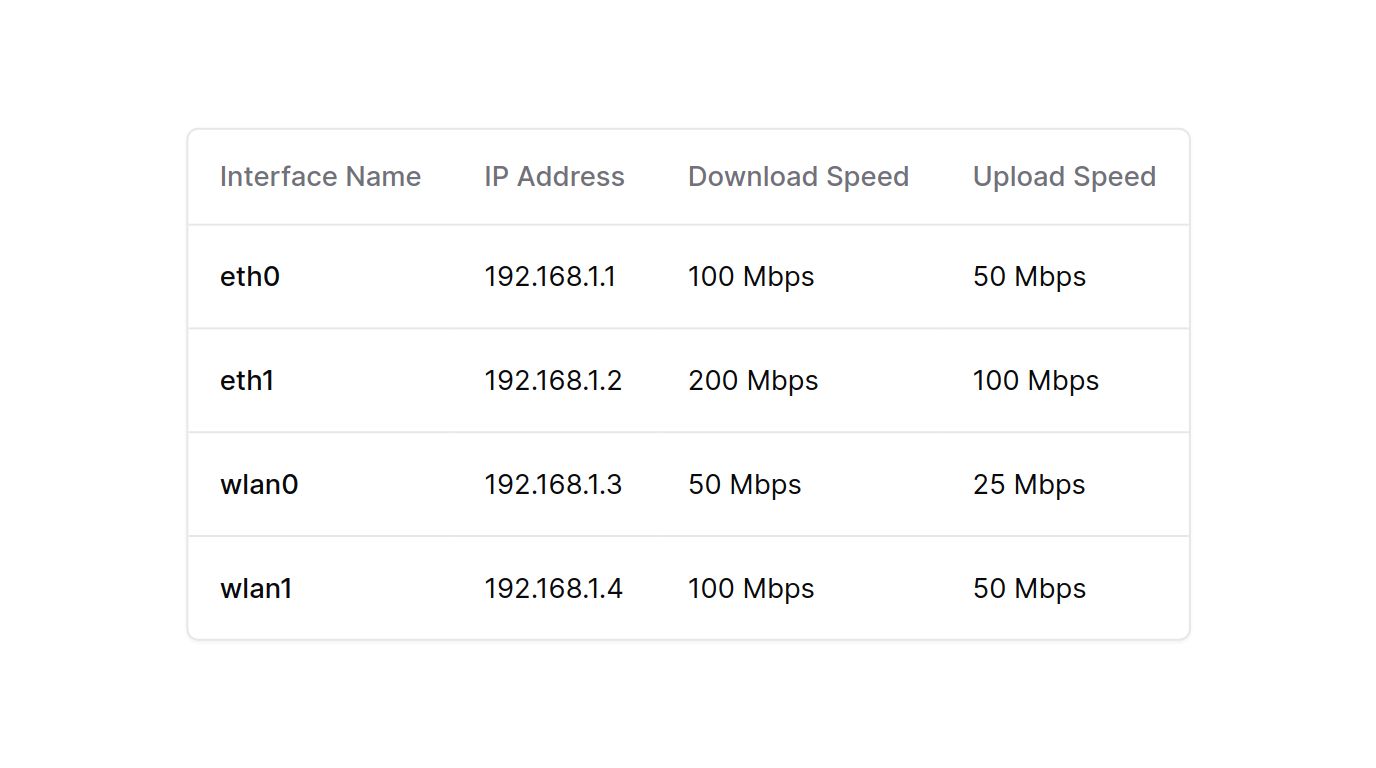 Interface Name IP Address Download Speed Upload Speed
eth0 192.168.1.1 100 Mbps 50 Mbps
eth1 192.168.1.2 200 Mbps 100 Mbps
wlan0 192.168.1.3 50 Mbps 25 Mbps
wlan1 192.168.1.4 100 Mbps 50 Mbps